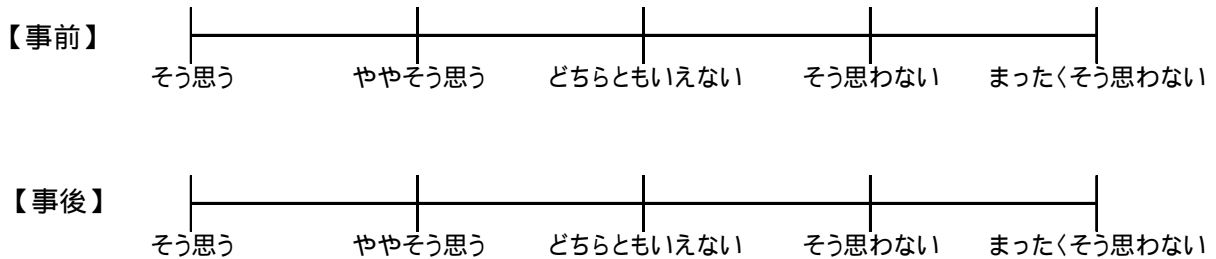 【事前】
そう思う ややそう思う どちらともいえない そう思わない まったくそう思わない
【事後】
そう思う ややそう思う どちらともいえない そう思わない まったくそう思わない